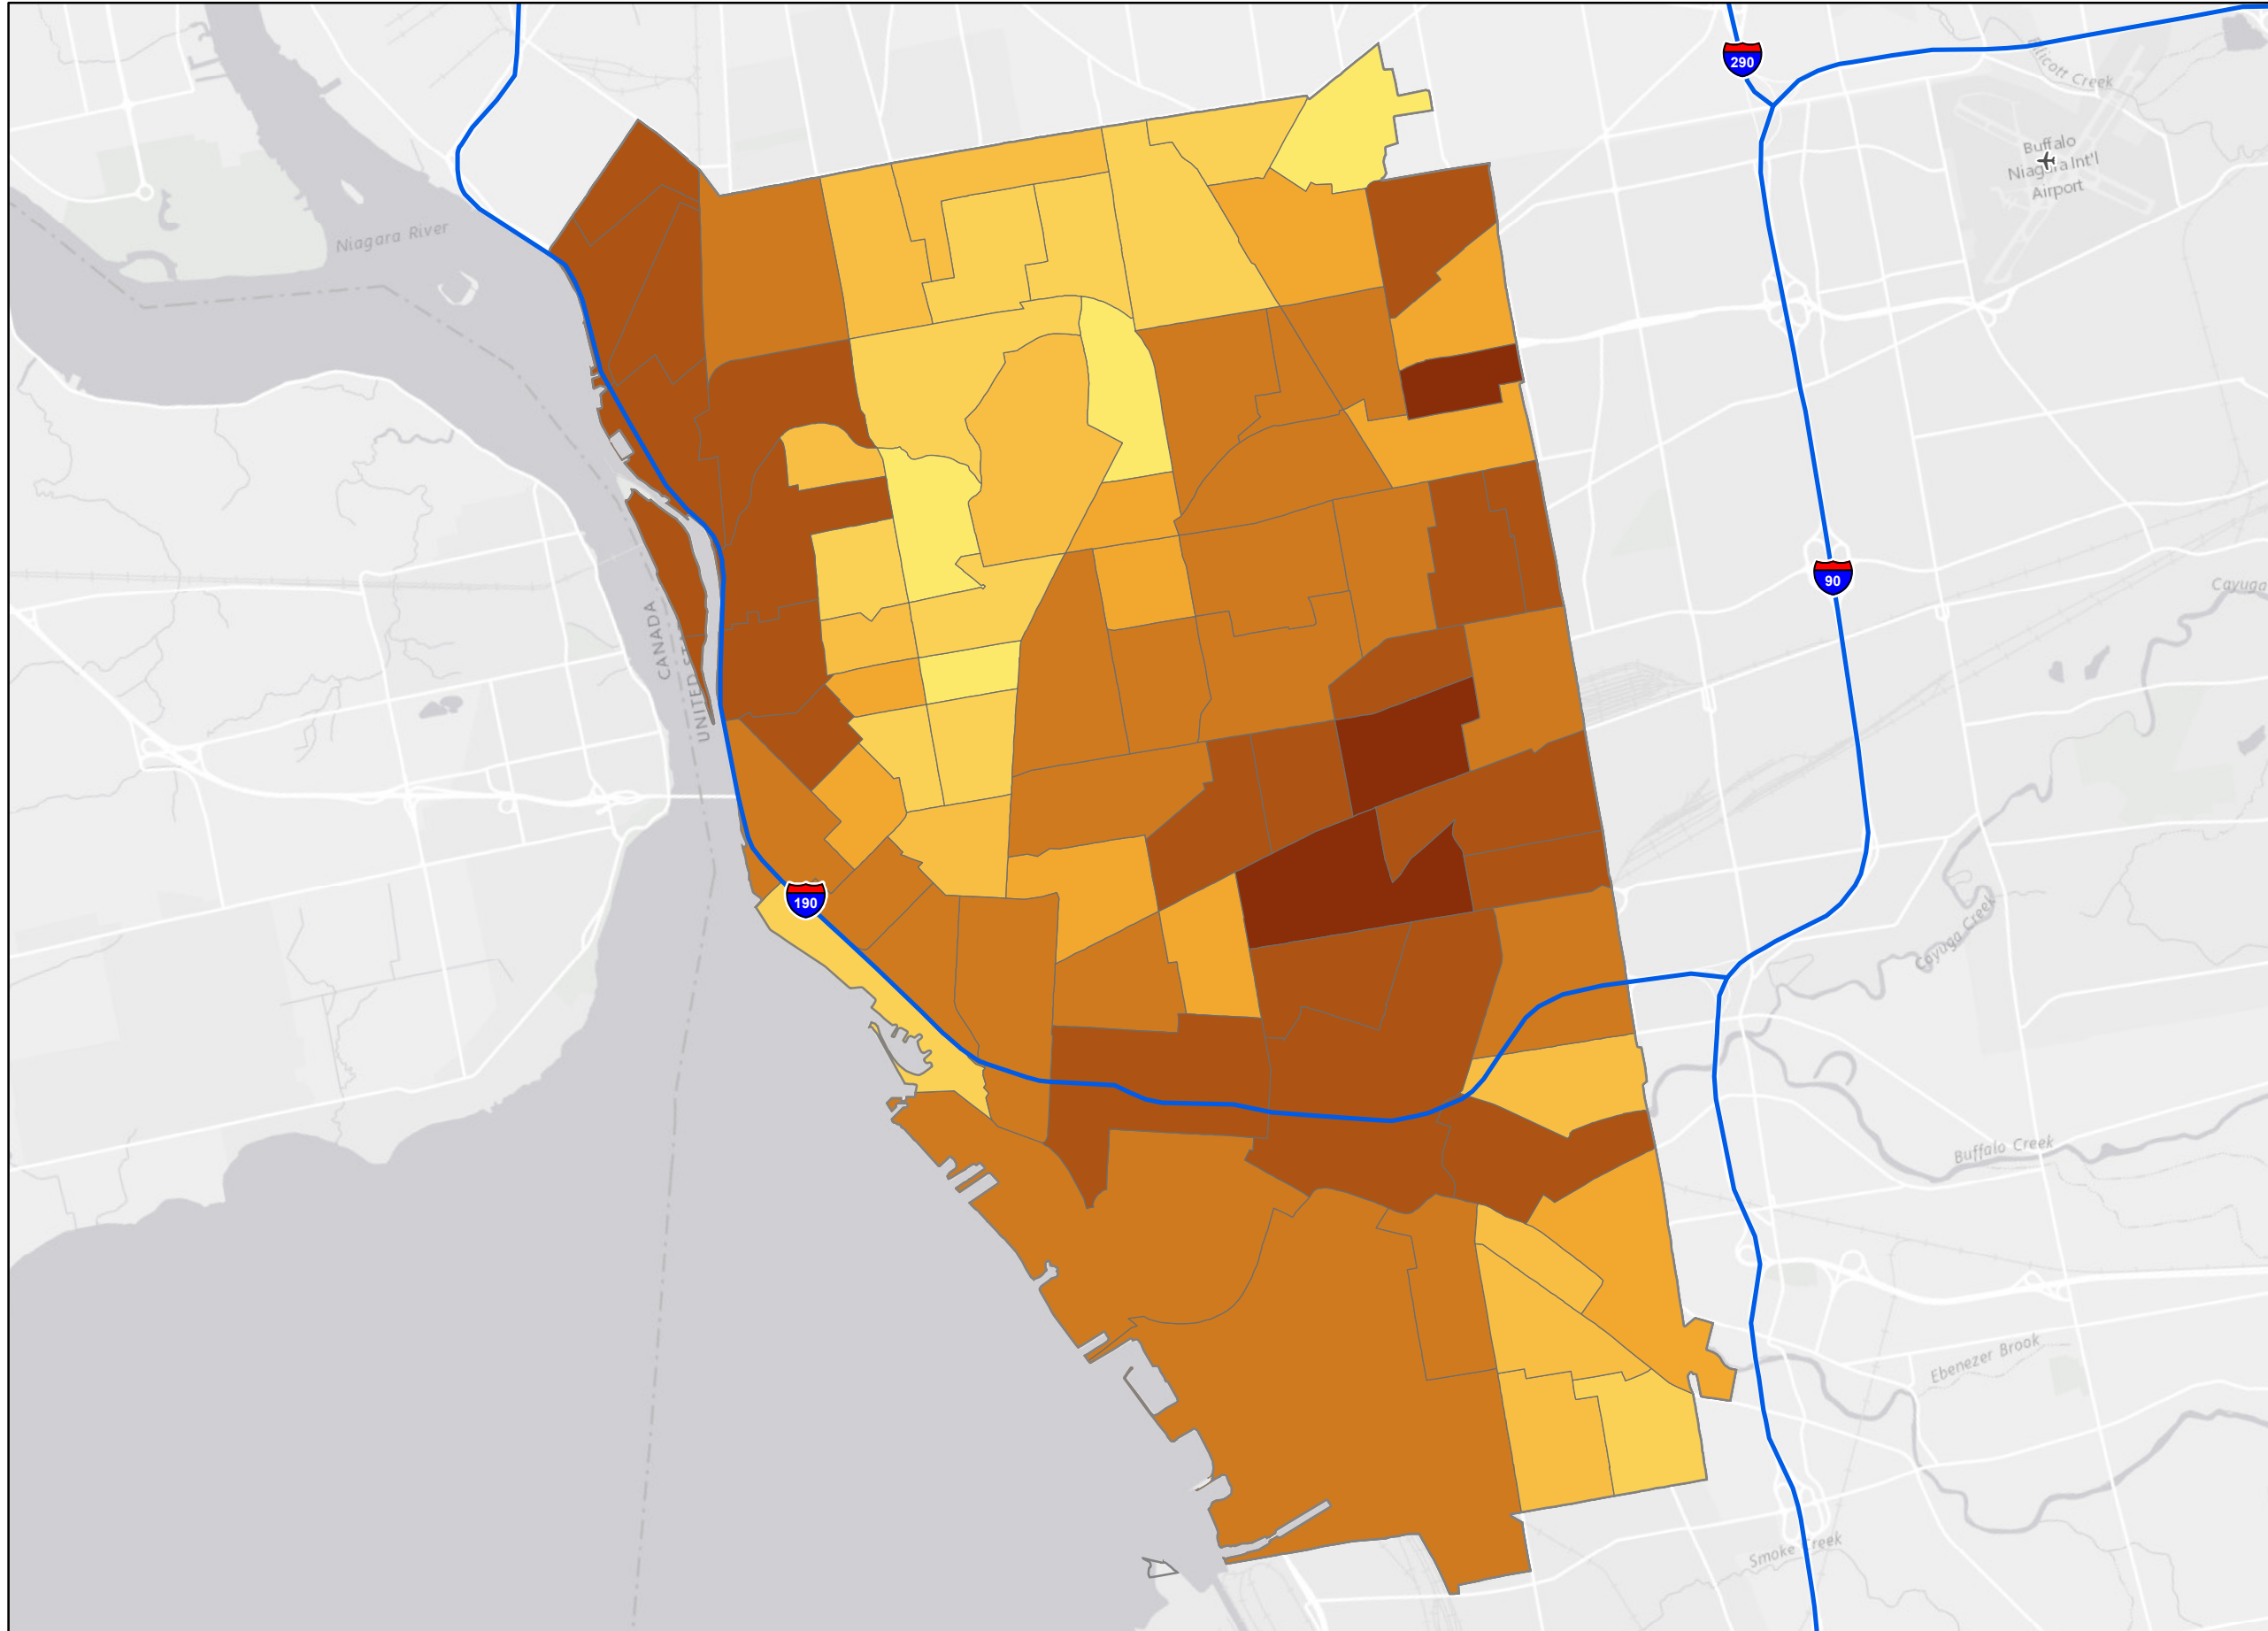 290
Ellicott Creek
Buffalo
Niagara Int'l
Airport
Niagara River
90
Cayuga
CANADA
UNITED
190
Cayuga Creek
Buffalo Creek
Ebenezer Brook
Smoke Creek